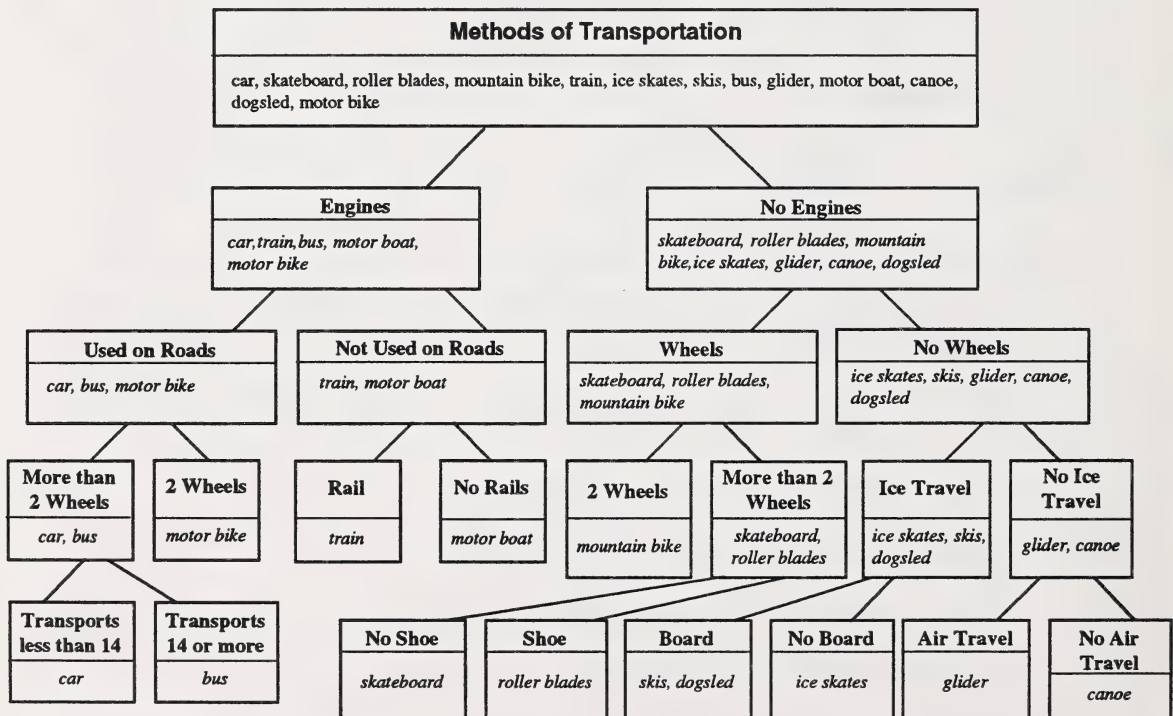 Methods of Transportation
car, skateboard, roller blades, mountain bike, train, ice skates, skis, bus, glider, motor boat, canoe,
dogsled, motor bike
Engines
car,train,bus, motor boat,
motor bike
No Engines
skateboard, roller blades, mountain
bike,ice skates, glider, canoe, dogsled
Used on Roads
car, bus, motor bike
Not Used on Roads
train, motor boat
Wheels
skateboard, roller blades,
mountain bike
No Wheels
ice skates, skis, glider, canoe,
dogsled
More than
2 Wheels
car, bus
2 Wheels
motor bike
Rail
train
No Rails
motor boat
2 Wheels
mountain bike
More than 2
Wheels
skateboard,
roller blades
Ice Travel
ice skates, skis,
dogsled
No Ice
Travel
glider, canoe
Transports
less than 14
car
Transports
14 or more
bus
No Shoe
skateboard
Shoe
roller blades
Board
skis, dogsled
No Board
ice skates
Air Travel
glider
No Air
Travel
canoe